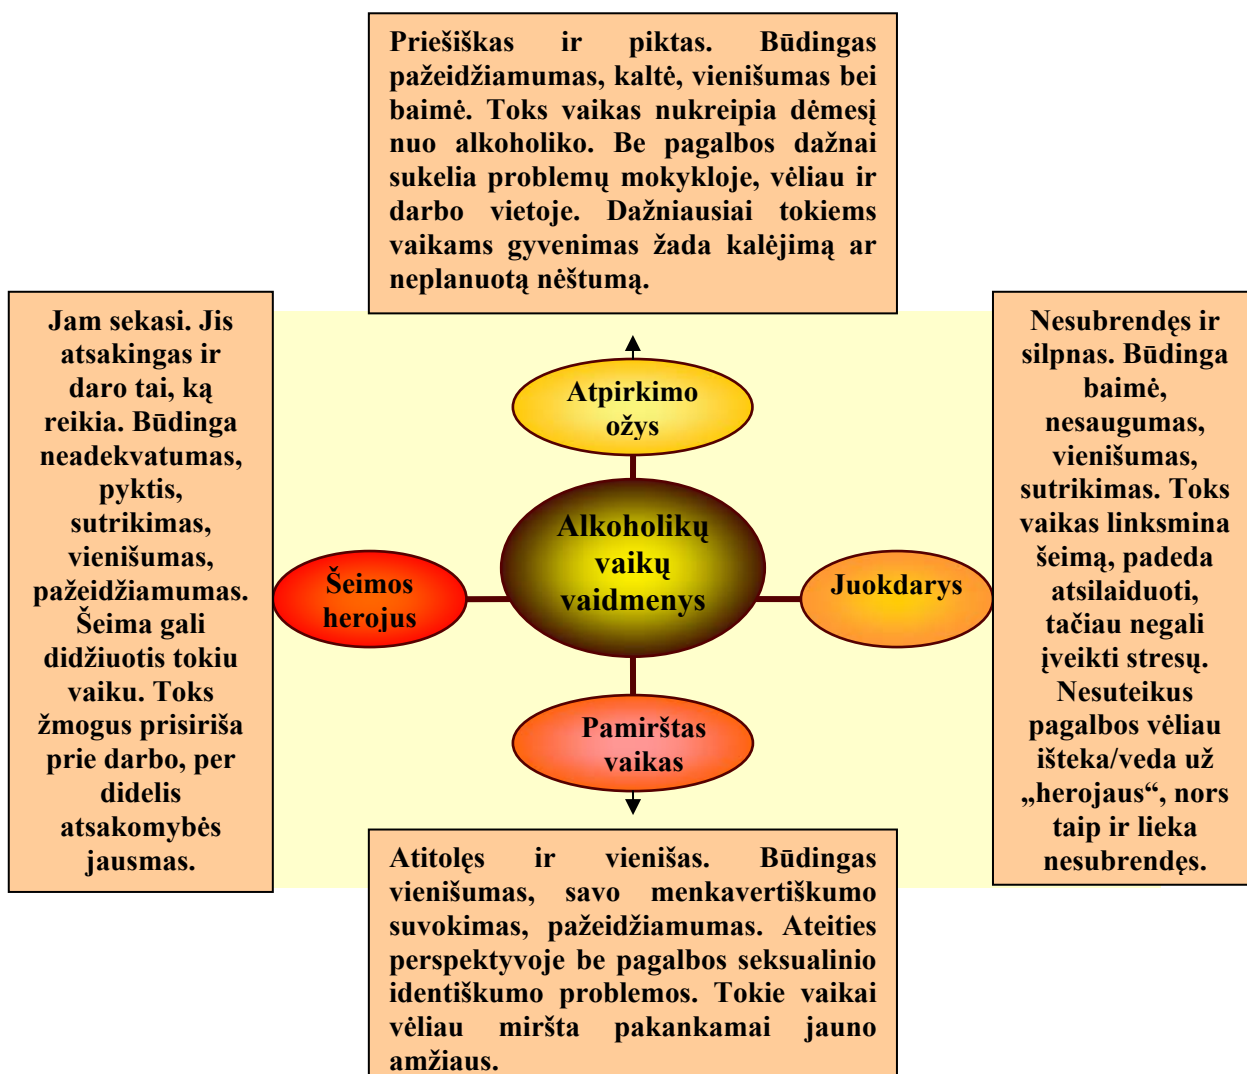 Priešiškas ir piktas. Būdingas
pažeidžiamumas, kaltė, vienišumas bei
baimė. Toks vaikas nukreipia dėmesį
nuo alkoholiko. Be pagalbos dažnai
sukelia problemų mokykloje, vėliau ir
darbo vietoje. Dažniausiai tokiems
vaikams gyvenimas žada kalėjimą ar
neplanuotą nėštumą.
Jam sekasi. Jis
atsakingas ir
daro tai, ką
reikia. Būdinga
neadekvatumas,
pyktis,
sutrikimas,
vienišumas,
pažeidžiamumas.
Šeima gali
didžiuotis tokiu
vaiku. Toks
žmogus prisiriša
prie darbo, per
didelis
atsakomybės
jausmas.
Atpirkimo
ožys
Alkoholikų
vaikų
vaidmenys
Šeimos
herojus
Juokdarys
Pamirštas
vaikas
Nesubrendęs ir
silpnas. Būdinga
baimė,
nesaugumas,
vienišumas,
sutrikimas. Toks
vaikas linksmina
šeimą, padeda
atsilaiduoti,
tačiau negali
įveikti stresų.
Nesuteikus
pagalbos vėliau
išteka/veda už
„herojaus“, nors
taip ir lieka
nesubrendęs.
Atitolęs ir vienišas. Būdingas
vienišumas, savo menkavertiškumo
suvokimas, pažeidžiamumas. Ateities
perspektyvoje be pagalbos seksualinio
identiškumo problemos. Tokie vaikai
vėliau miršta pakankamai jauno
amžiaus.